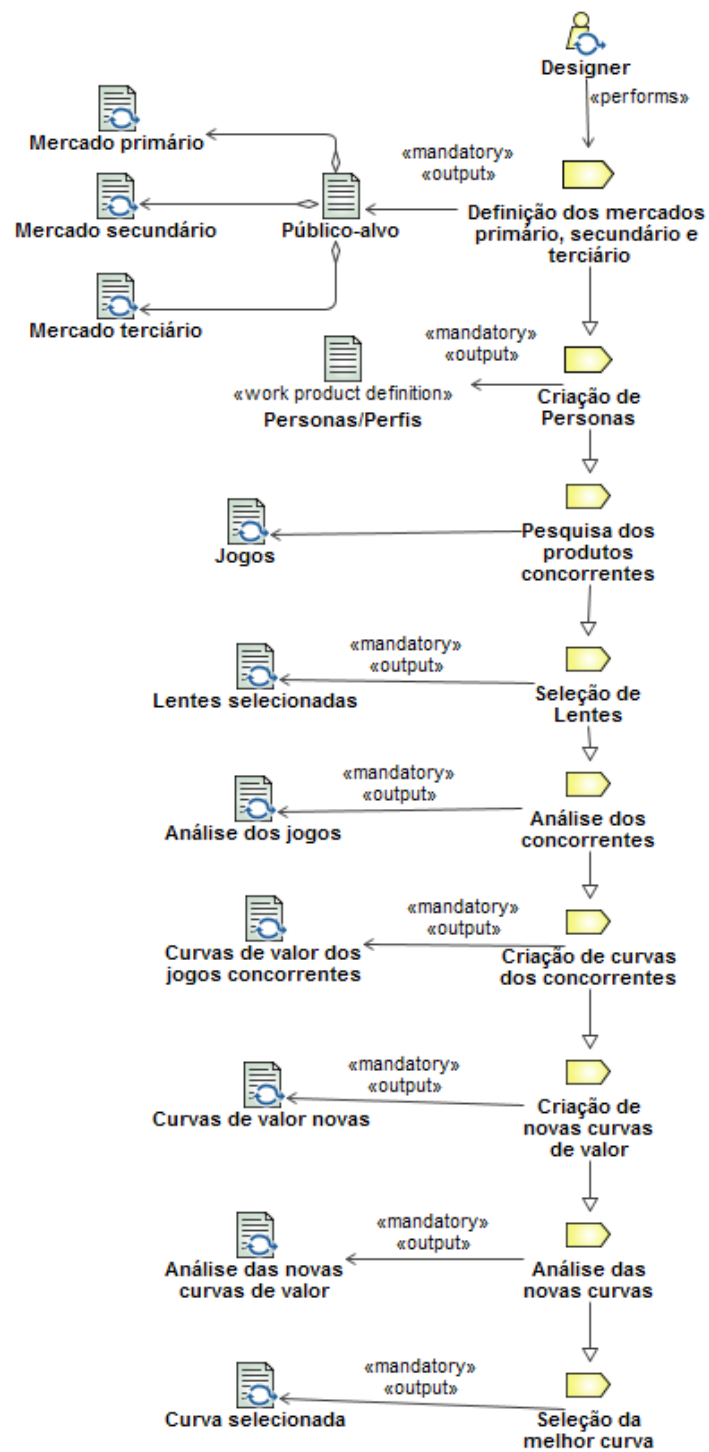 Designer
«performs»
Mercado primário
«mandatory»
«output»
Mercado secundário
Público-alvo
Definição dos mercados
primário, secundário e
terciário
Mercado terciário
«mandatory»
«output»
«work product definition»
Personas/Perfis
Criação de
Personas
Jogos
Pesquisa dos
produtos
concorrentes
«mandatory»
«output»
Lentes selecionadas
Seleção de
Lentes
«mandatory»
«output»
Análise dos jogos
Análise dos
concorrentes
«mandatory»
«output»
Curvas de valor dos
jogos concorrentes
Criação de curvas
dos concorrentes
«mandatory»
«output»
Curvas de valor novas
Criação de
novas curvas
de valor
«mandatory»
«output»
Análise das novas
curvas de valor
Análise das
novas curvas
«mandatory»
«output»
Curva selecionada
Seleção da
melhor curva